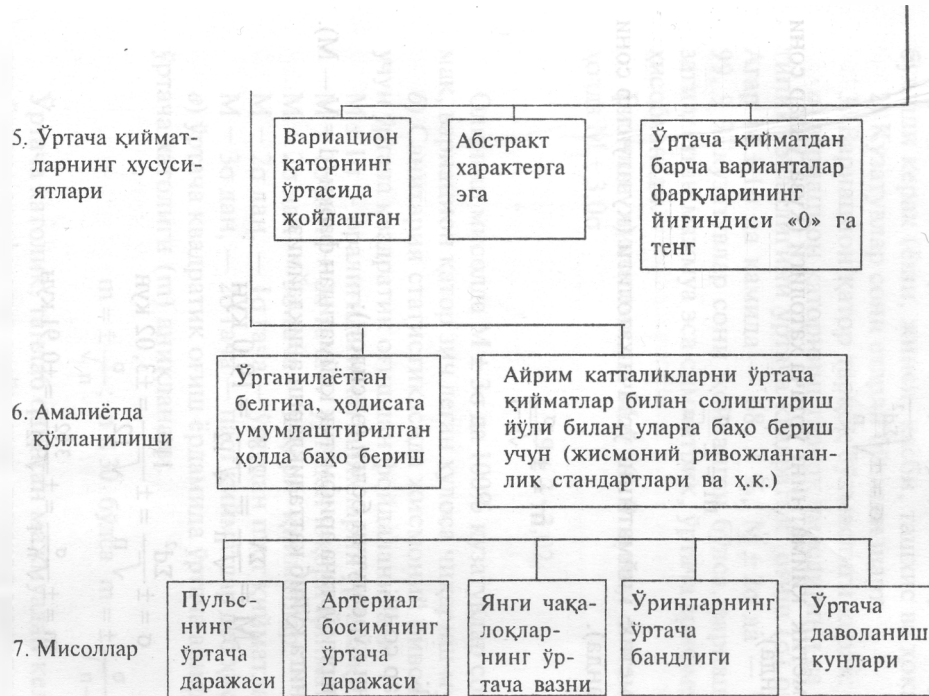 5. Ўртача қиймат-
ларнинг хусуси-
ятлари
Вариацион
қаторнинг
ўртасида
жойлашган
Абстракт
характерга
эга
Ўртача қийматдан
барча варианталар
фарқларининг
йиғиндиси «0» га
тенг
6. Амалиётда
қўлланилиши
Ўрганилаётган
белгига, ҳодисага
умумлаштирилган
ҳолда баҳо бериш
Айрим катталикларни ўртача
қийматлар билан солиштириш
йўли билан уларга баҳо бериш
учун (жисмоний ривожланган-
лик стандартлари ва ҳ.к.)
7. Мисоллар
Пульс-
нинг
ўртача
даражаси
Артериал
босимнинг
ўртача
даражаси
Янги чақа-
лоқлар-
нинг ўр-
тача вазни
Ўринларнинг
ўртача
бандлиги
Ўртача
даволаниш
кунлари